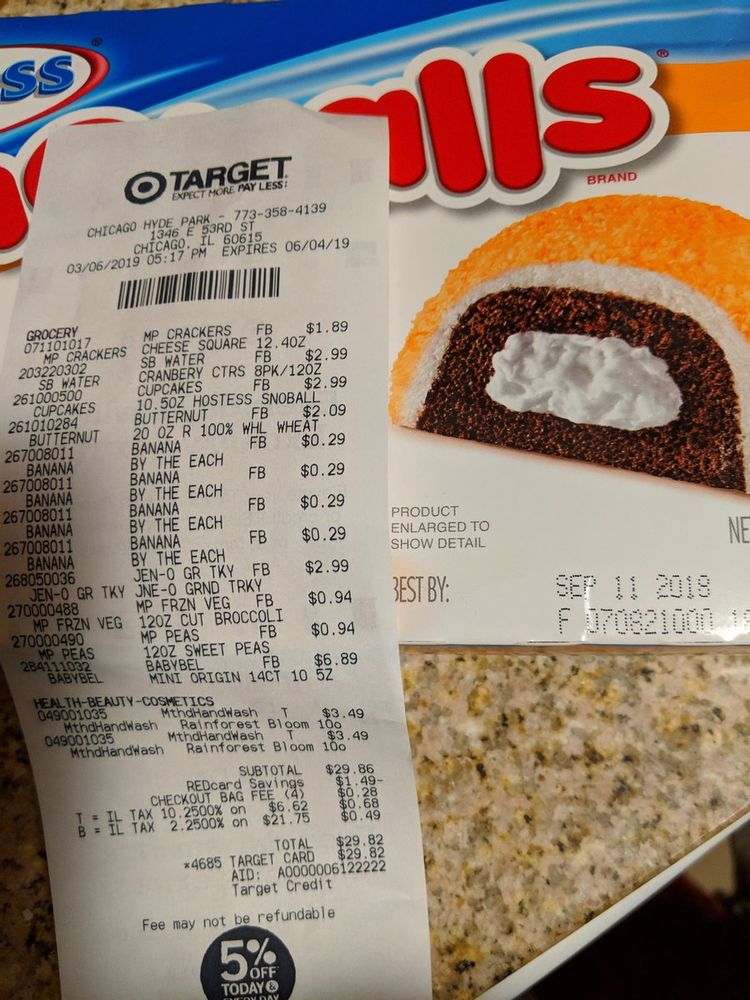 SS
alls
BRAND
TARGET
EXPECT MORE. PAY LESS:
CHICAGO HYDE PARK - 773-358-4139
1346 E 53RD ST
CHICAGO, IL 60615
03/06/2019 05:17 PM EXPIRES 06/04/19
GROCERY
071101017 MP CRACKERS FB $1.89
MP CRACKERS CHEESE SQUARE 12.4OZ
203220302 SB WATER FB $2.99
SB WATER CRANBERY CTRS 8PK/12OZ
261000500 CUPCAKES FB $2.99
CUPCAKES 10.5OZ HOSTESS SNOBALL
261010284 BUTTERNUT FB $2.09
BUTTERNUT 20 OZ R 100% WHL WHEAT
267008011 BANANA FB $0.29
BANANA BY THE EACH
267008011 BANANA FB $0.29
BANANA BY THE EACH
267008011 BANANA FB $0.29
BANANA BY THE EACH
267008011 BANANA FB $0.29
BANANA BY THE EACH
268050036 JEN-O GR TKY FB $2.99
JEN-O GR TKY JNE-O GRND TRKY
270000488 MP FRZN VEG FB $0.94
MP FRZN VEG 12OZ CUT BROCCOLI
270000490 MP PEAS FB $0.94
MP PEAS 12OZ SWEET PEAS
284111032 BABYBEL FB $6.89
BABYBEL MINI ORIGIN 14CT 10 5Z
HEALTH-BEAUTY-COSMETICS
049001035 MthdHandWash T $3.49
MthdHandWash Rainforest Bloom 10o
049001035 MthdHandWash T $3.49
MthdHandWash Rainforest Bloom 10o
SUBTOTAL $29.86
REDcard Savings $1.49-
CHECKOUT BAG FEE (4) $0.28
T = IL TAX 10.2500% on $6.62 $0.68
B = IL TAX 2.2500% on $21.75 $0.49
TOTAL $29.82
*4685 TARGET CARD $29.82
AID: A0000006122222
Target Credit
Fee may not be refundable
5%
OFF
TODAY &
EVERY DAY
PRODUCT
ENLARGED TO
SHOW DETAIL
NE
BEST BY: SEP 11 2018
F 070821000